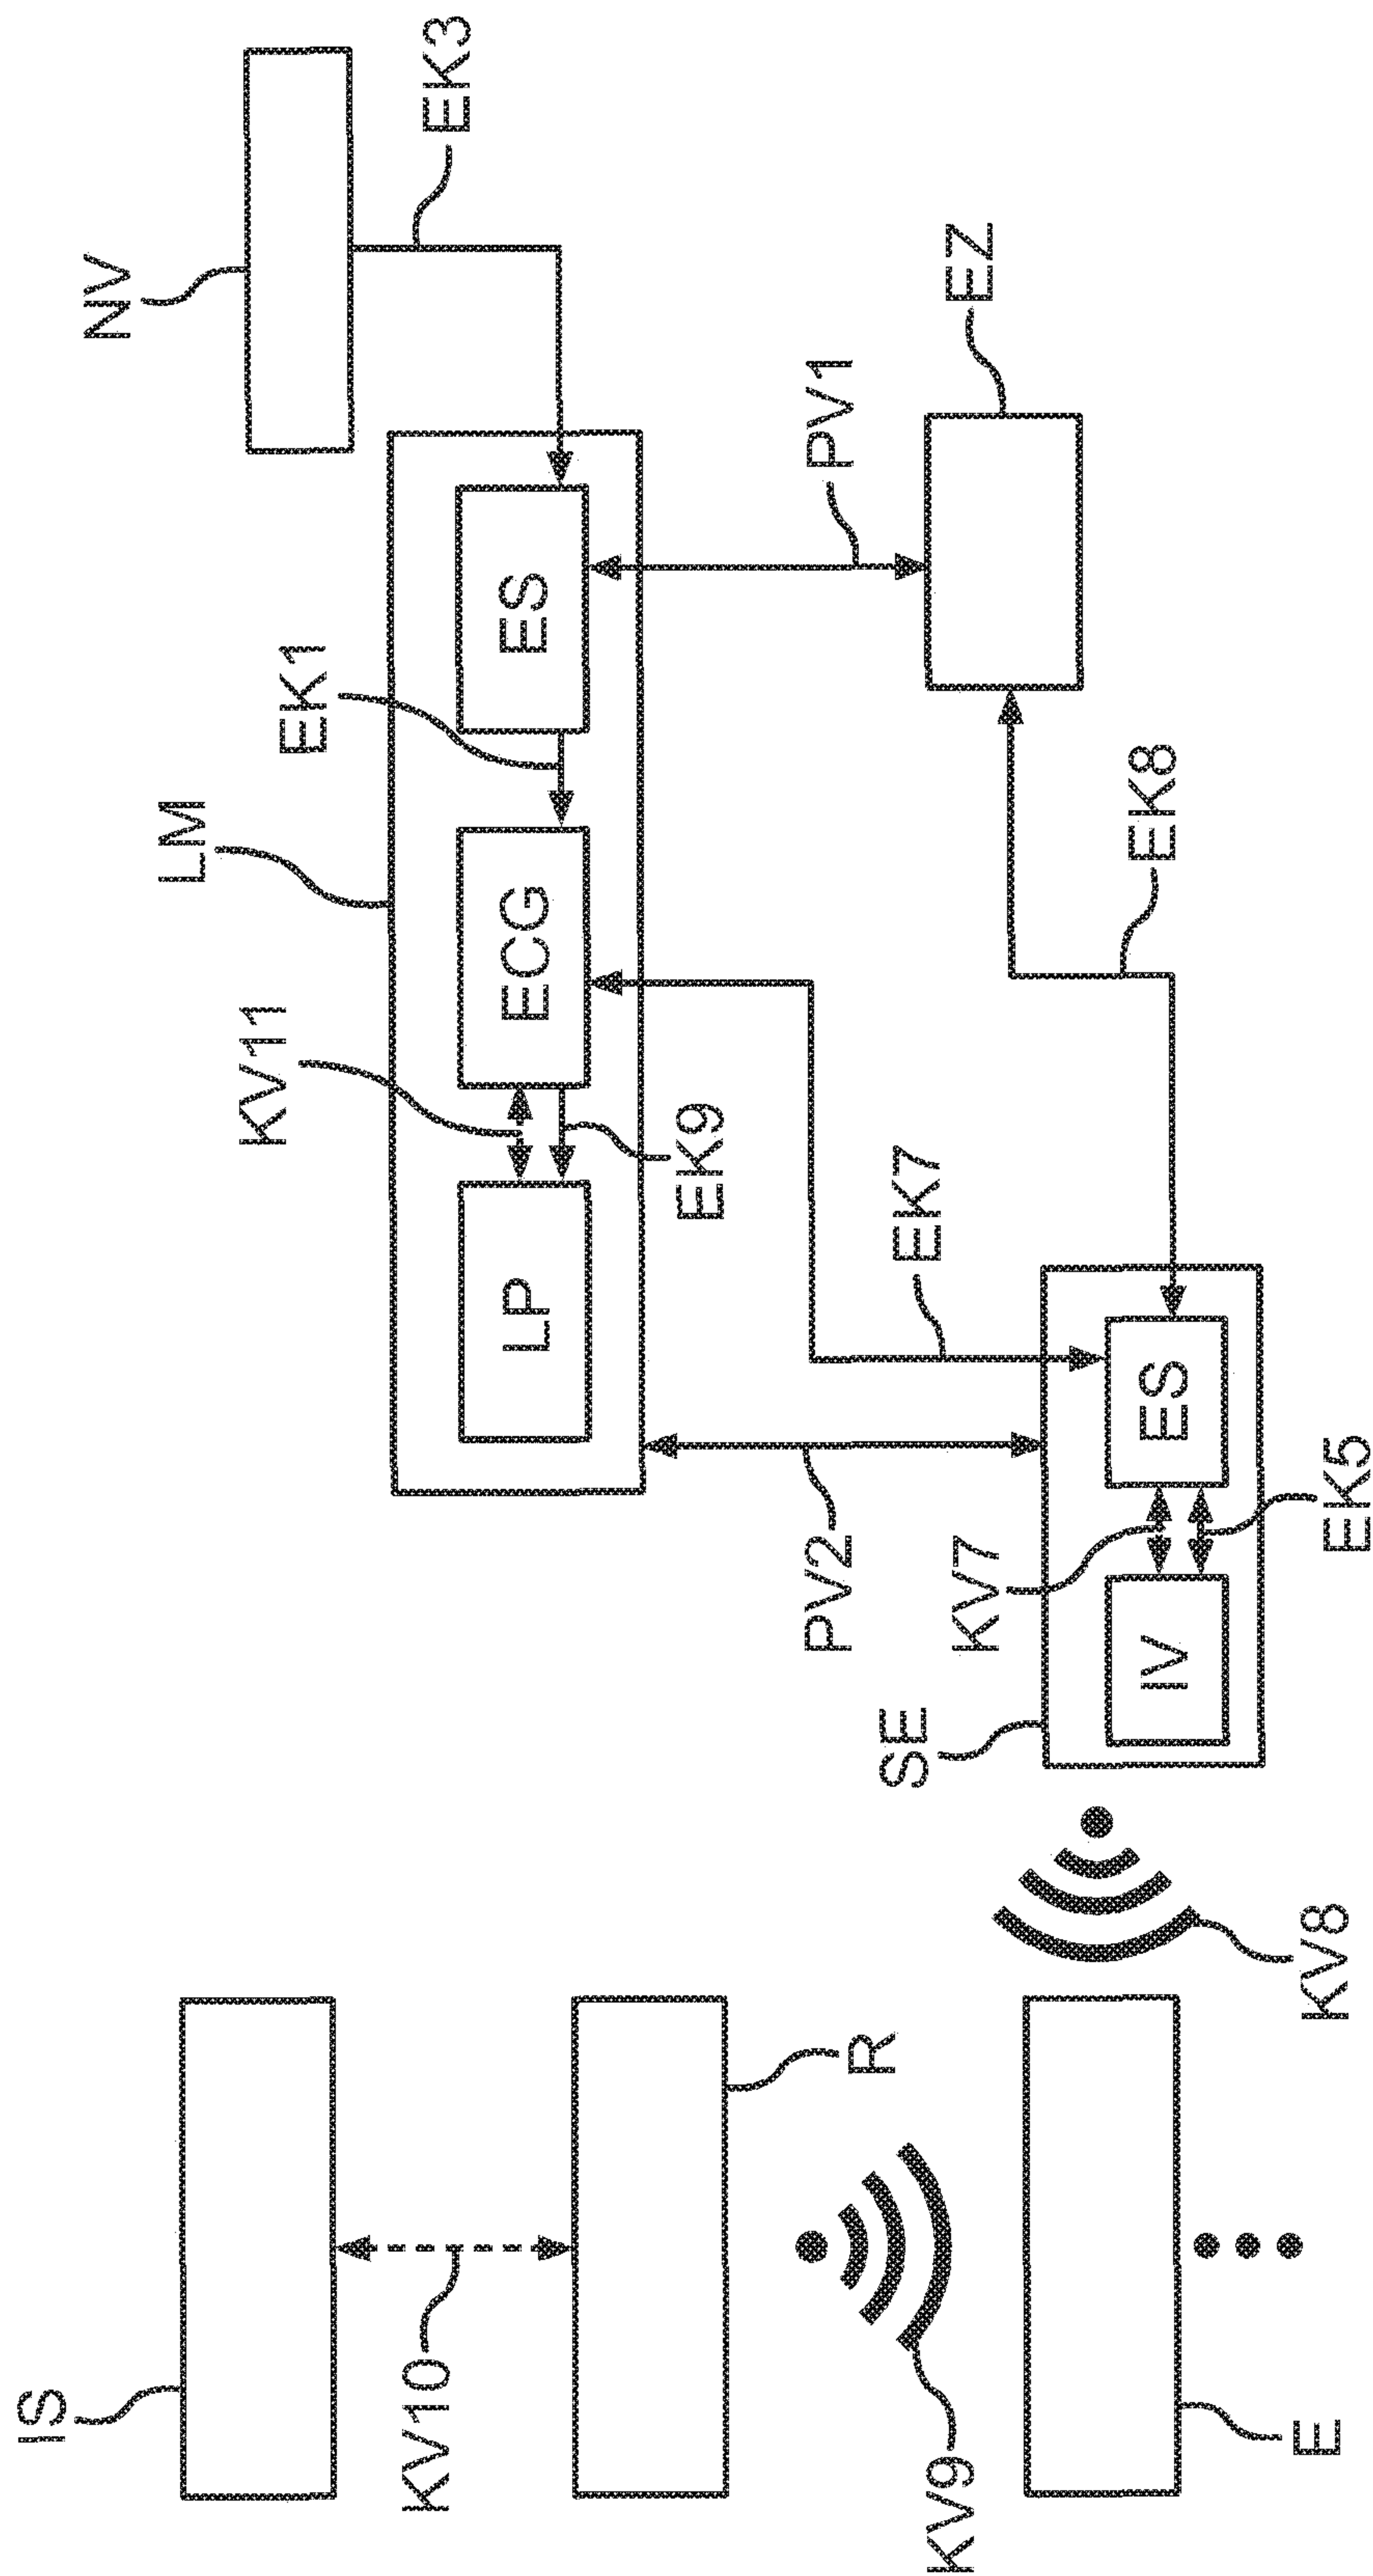 IS
KV10
R
KV9
E
KV8
SE
IV
KV7
EK5
ES
PV2
EK7
EK8
LM
LP
KV11
EK9
ECG
EK1
ES
PV1
EZ
NV
EK3